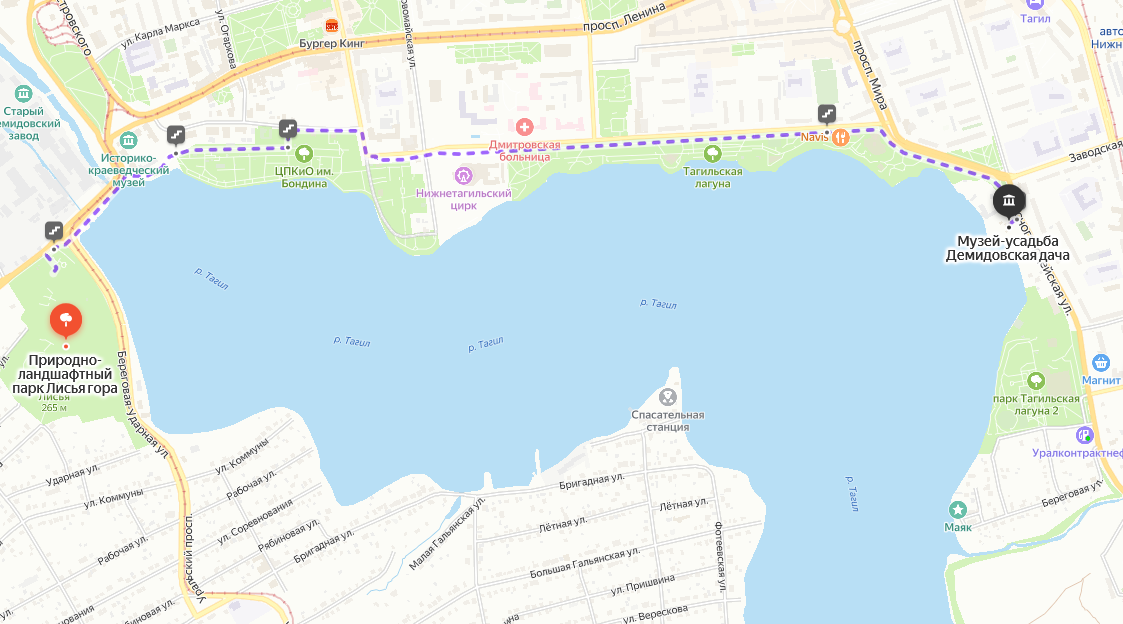 ул. Карла Маркса
ул. Огаркова
Бургер Кинг
просп. Ленина
просп. Мира
Тагил
Старый
завод
Историко-
краеведческий
музей
ЦПКиО им.
Бондина
Дмитровская
больница
Нижнетагильский
цирк
Тагильская
лагуна
Navis
Заводская
Музей-усадьба
Демидовская дача
р. Тагил
р. Тагил
р. Тагил
р. Тагил
р. Тагил
Природно-
ландшафтный
парк Лисья гора
Лисья
265 м
Береговая-Ударная ул.
Спасательная
станция
Магнит
парк Тагильская
лагуна 2
Уралконтрактнеф
Береговая ул.
Маяк
Ударная ул.
ул. Коммуны
ул. Коммуны
Рабочая ул.
Рабочая ул.
ул. Соревнования
Рябиновая ул.
Бригадная ул.
Бригадная ул.
Малая Гальянская ул.
Лётная ул.
Лётная ул.
Фотеевская ул.
Большая Гальянская ул.
ул. Пришвина
ул. Верескова
Уральский просп.